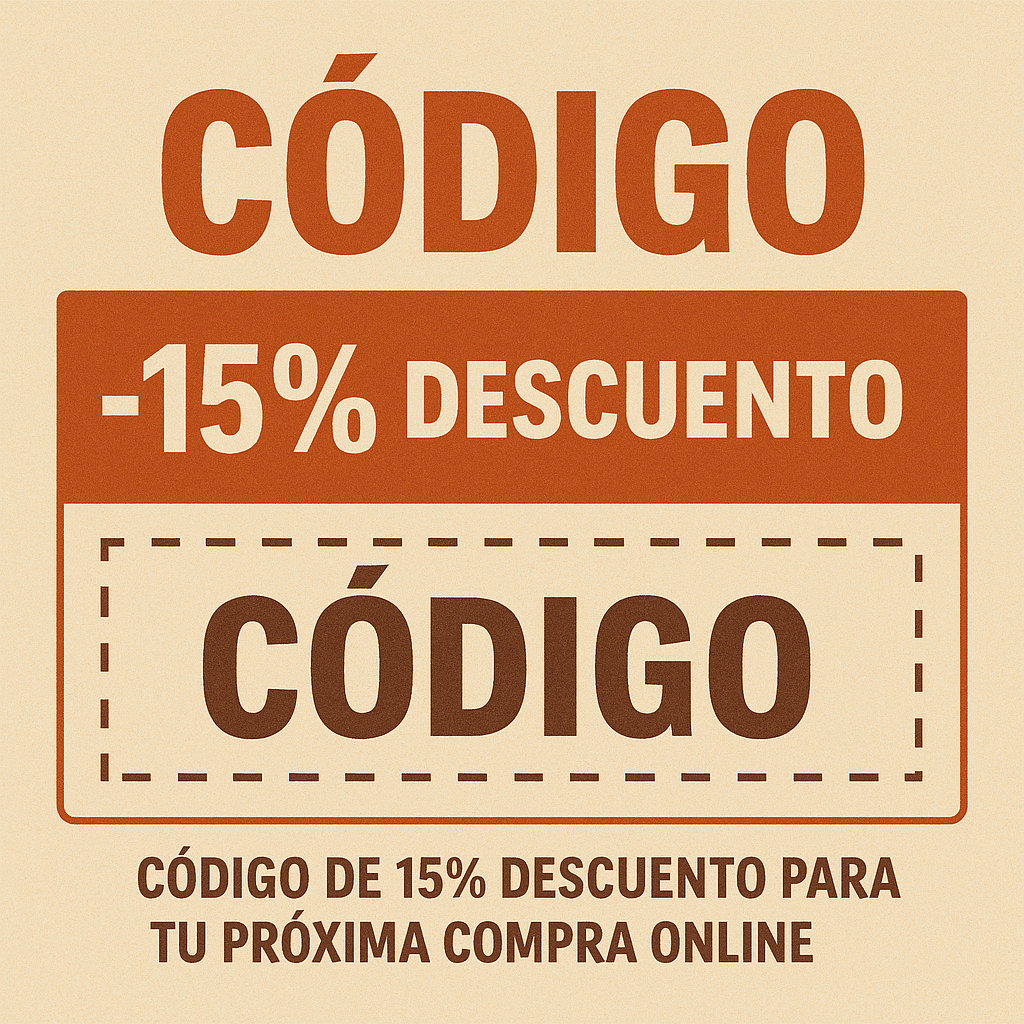 CÓDIGO
-15% DESCUENTO
CÓDIGO
CÓDIGO DE 15% DESCUENTO PARA
TU PRÓXIMA COMPRA ONLINE